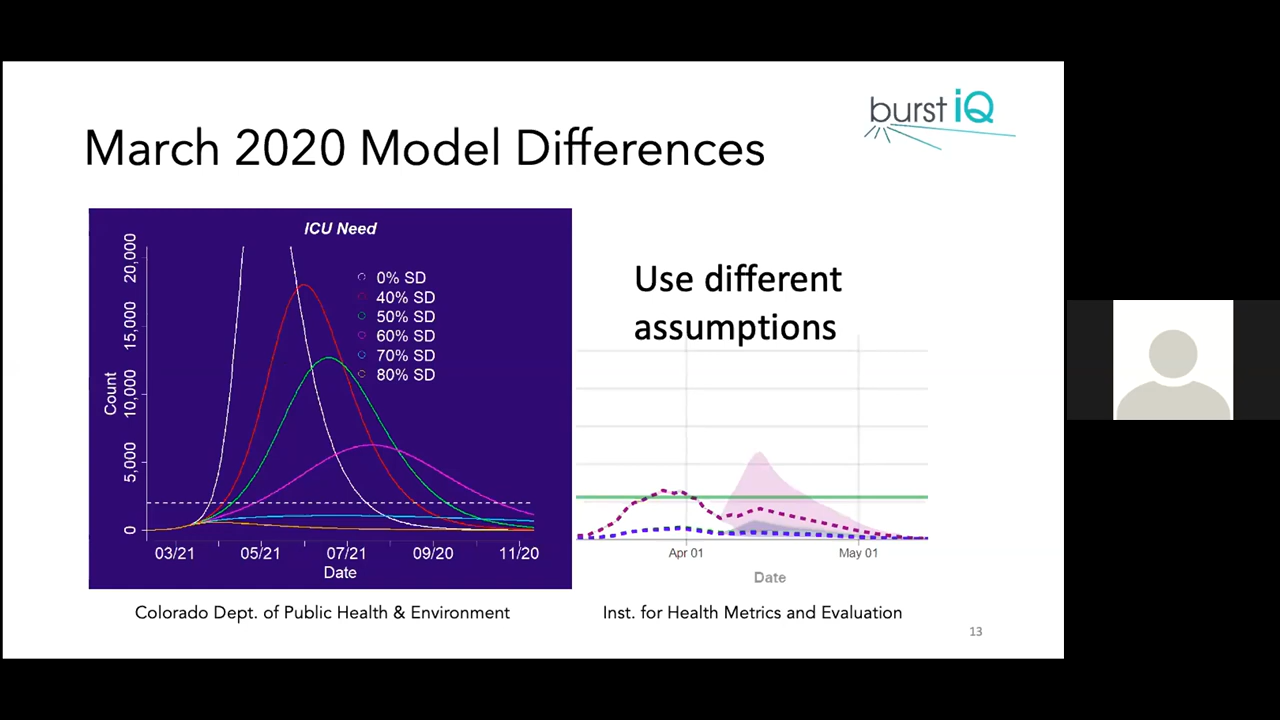 burst iQ
March 2020 Model Differences
ICU Need
20,000
15,000
10,000
5,000
0
Count
0% SD
40% SD
50% SD
60% SD
70% SD
80% SD
03/21
05/21
07/21
09/20
11/20
Date
Use different
assumptions
Apr 01
May 01
Date
Colorado Dept. of Public Health & Environment
Inst. for Health Metrics and Evaluation
13